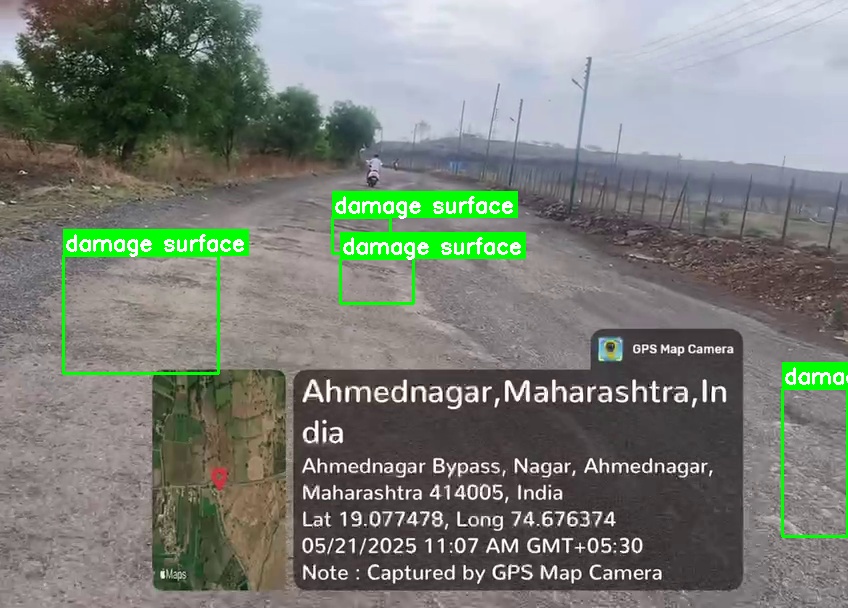 damage surface
damage surface
damage surface
dama
GPS Map Camera
Ahmednagar,Maharashtra,In
dia
Ahmednagar Bypass, Nagar, Ahmednagar,
Maharashtra 414005, India
Lat 19.077478, Long 74.676374
05/21/2025 11:07 AM GMT+05:30
Note : Captured by GPS Map Camera
Maps